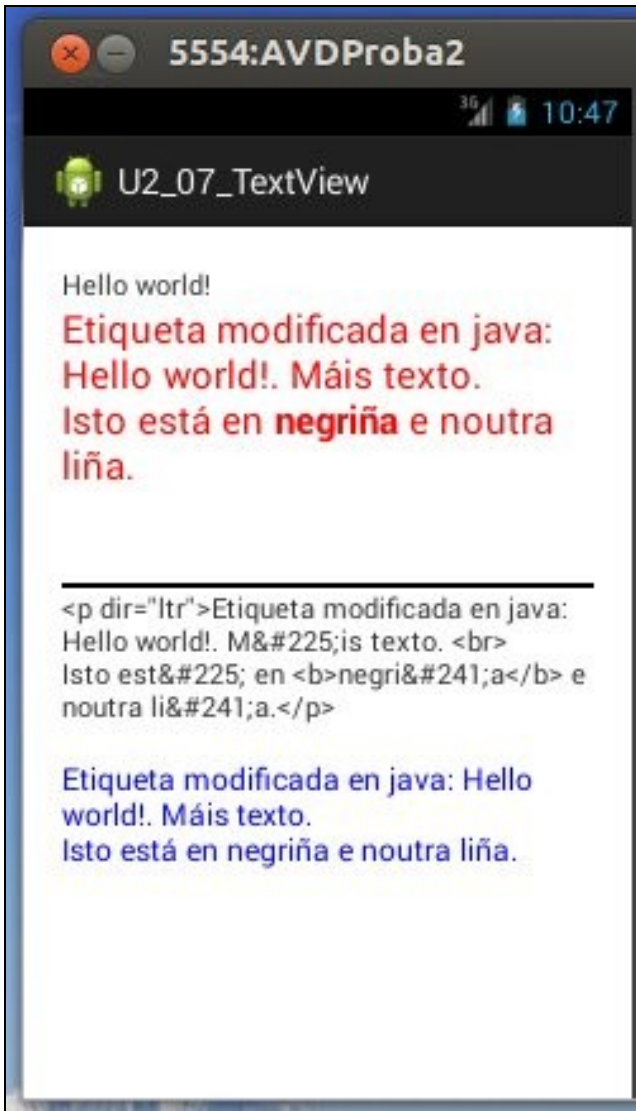 5554:AVDProba2
3G 10:47
U2_07_TextView
Hello world!
Etiqueta modificada en java:
Hello world!. Máis texto.
Isto está en negriña e noutra
liña.
<p dir="ltr">Etiqueta modificada en java:
Hello world!. M&#225;is texto. <br>
Isto est&#225; en <b>negri&#241;a</b> e
noutra li&#241;a.</p>
Etiqueta modificada en java: Hello
world!. Máis texto.
Isto está en negriña e noutra liña.